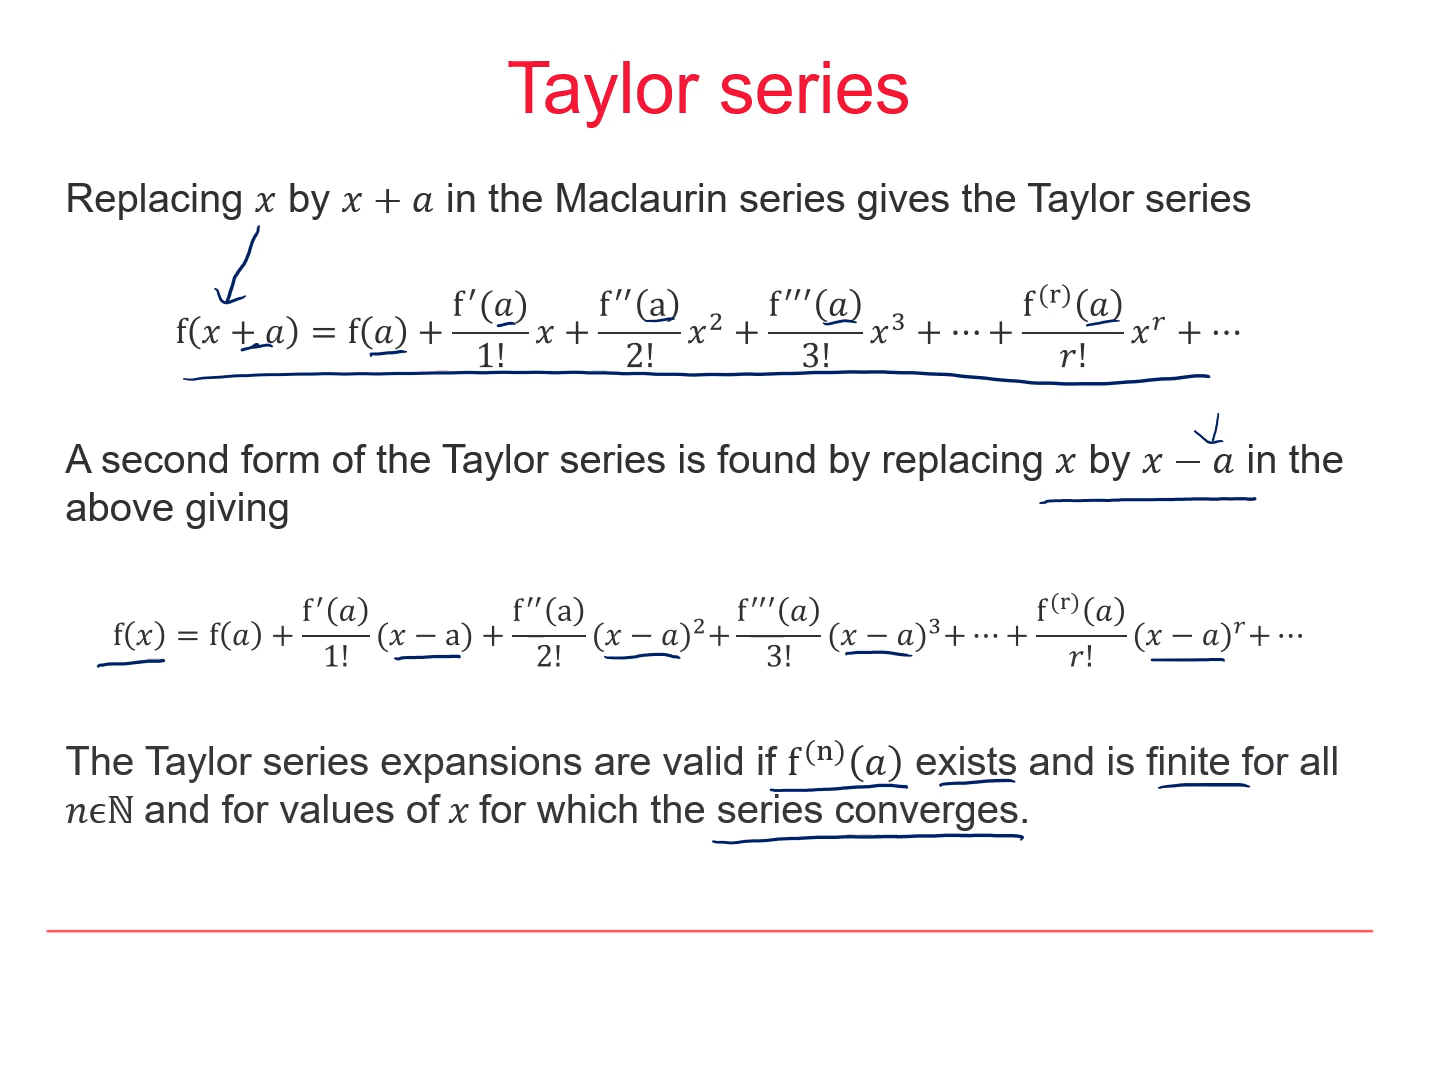 Taylor series
Replacing x by x + a in the Maclaurin series gives the Taylor series
f(x + a) = f(a) + f′(a)/1! x + f′′(a)/2! x² + f′′′(a)/3! x³ + ⋯ + f⁽ʳ⁾(a)/r! xʳ + ⋯
A second form of the Taylor series is found by replacing x by x − a in the
above giving
f(x) = f(a) + f′(a)/1! (x − a) + f′′(a)/2! (x − a)² + f′′′(a)/3! (x − a)³ + ⋯ + f⁽ʳ⁾(a)/r! (x − a)ʳ + ⋯
The Taylor series expansions are valid if f⁽ⁿ⁾(a) exists and is finite for all
nϵℕ and for values of x for which the series converges.